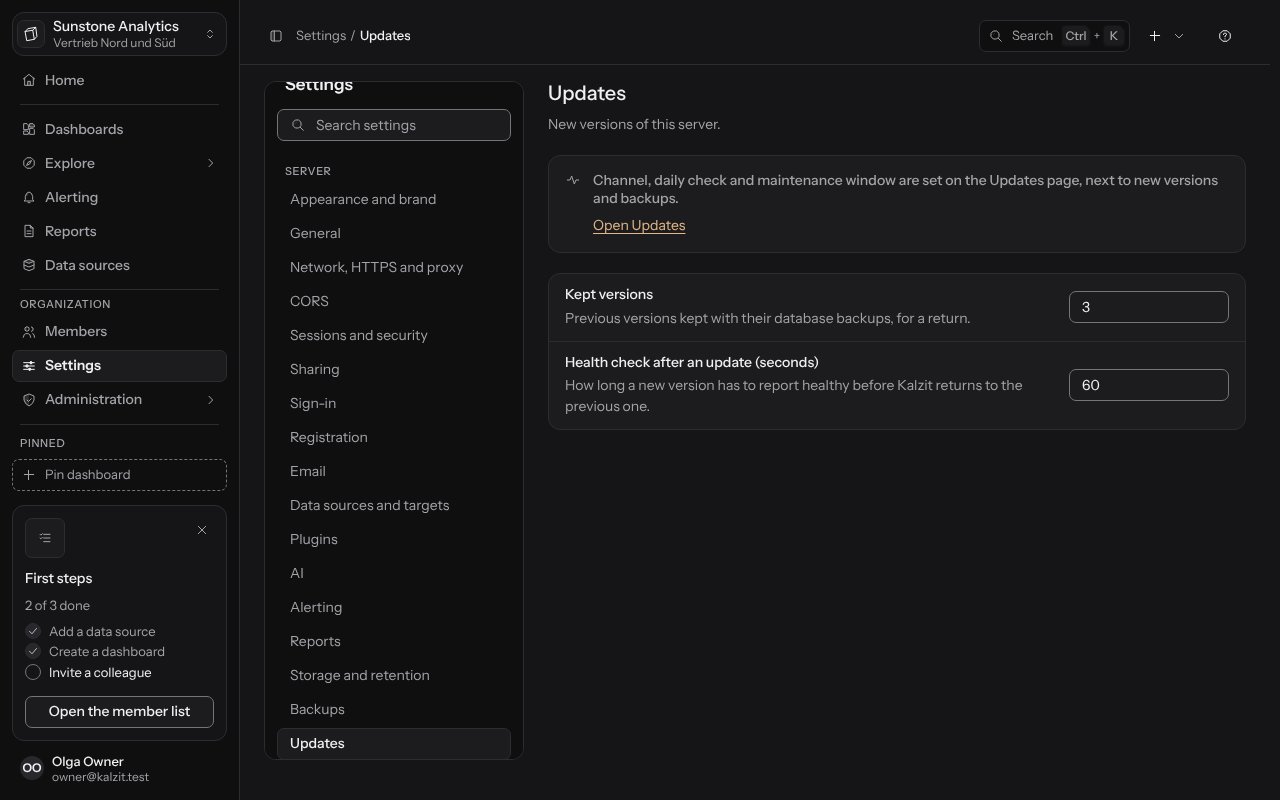 Sunstone Analytics
Vertrieb Nord und Süd
Home
Dashboards
Explore
Alerting
Reports
Data sources
ORGANIZATION
Members
Settings
Administration
PINNED
Pin dashboard
First steps
2 of 3 done
Add a data source
Create a dashboard
Invite a colleague
Open the member list
OO
Olga Owner
owner@kalzit.test
Settings / Updates
Search Ctrl + K
Settings
Search settings
SERVER
Appearance and brand
General
Network, HTTPS and proxy
CORS
Sessions and security
Sharing
Sign-in
Registration
Email
Data sources and targets
Plugins
AI
Alerting
Reports
Storage and retention
Backups
Updates
Updates
New versions of this server.
Channel, daily check and maintenance window are set on the Updates page, next to new versions
and backups.
Open Updates
Kept versions
Previous versions kept with their database backups, for a return.
3
Health check after an update (seconds)
How long a new version has to report healthy before Kalzit returns to the
previous one.
60